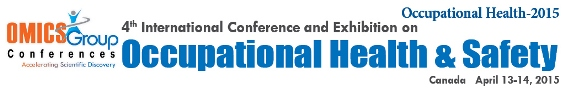 Occupational Health-2015
OMICS Group
Conferences
Accelerating Scientific Discovery
4th International Conference and Exhibition on
Occupational Health & Safety
Canada April 13-14, 2015